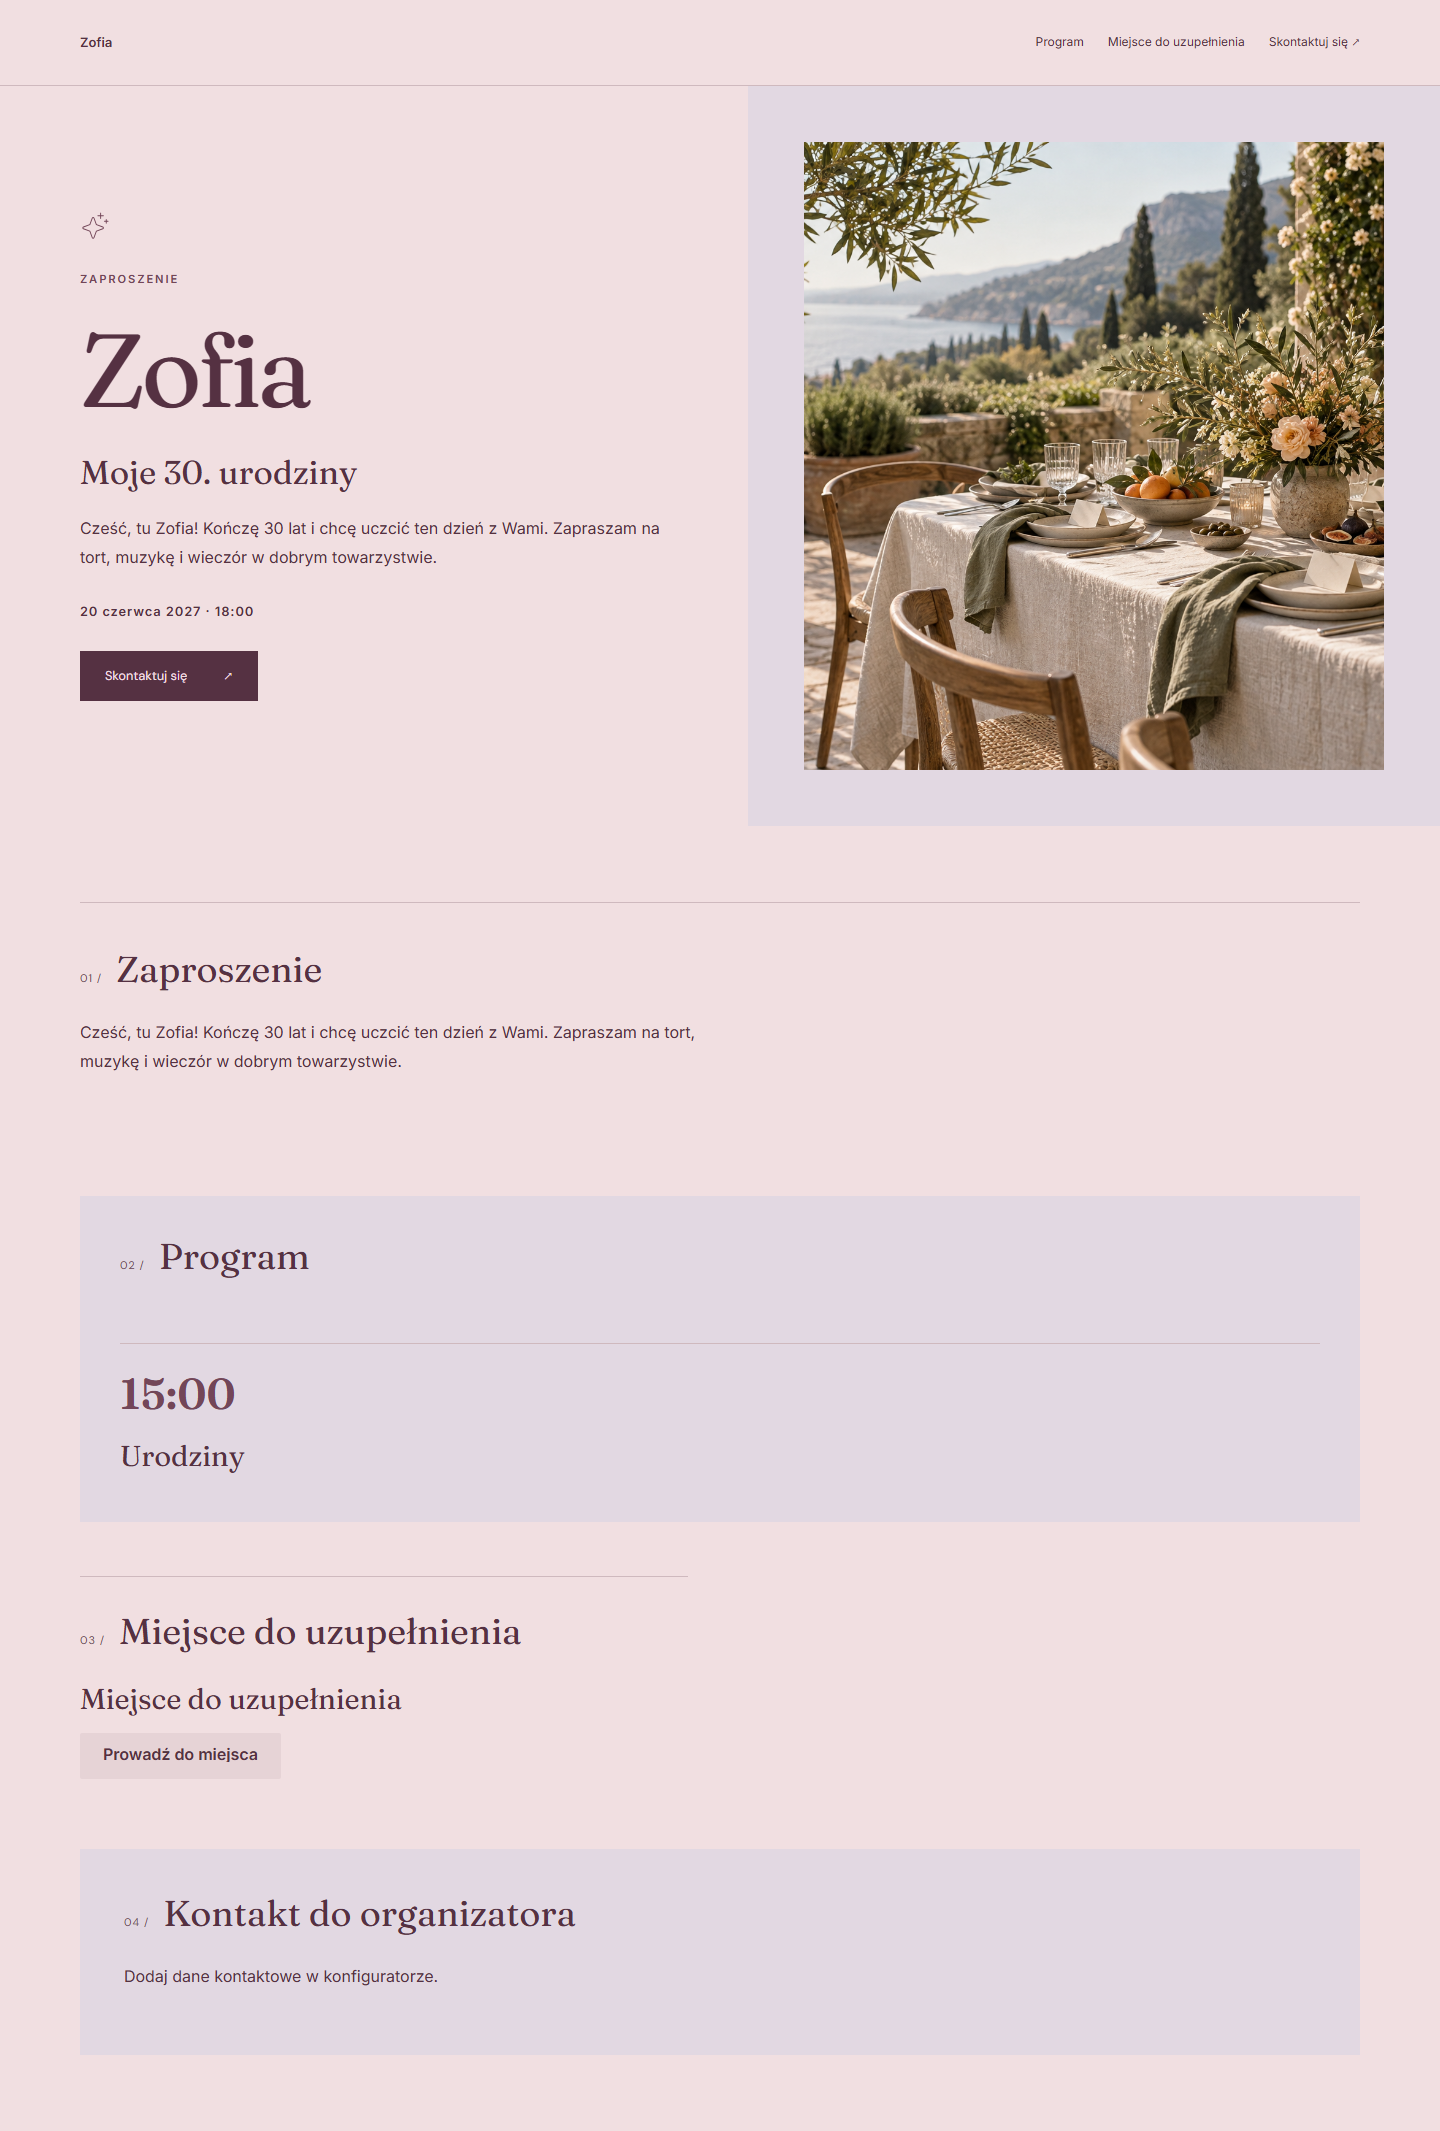 Zofia
Program
Miejsce do uzupełnienia
Skontaktuj się ↗
ZAPROSZENIE
Zofia
Moje 30. urodziny
Cześć, tu Zofia! Kończę 30 lat i chcę uczcić ten dzień z Wami. Zapraszam na
tort, muzykę i wieczór w dobrym towarzystwie.
20 czerwca 2027 · 18:00
Skontaktuj się ↗
01 / Zaproszenie
Cześć, tu Zofia! Kończę 30 lat i chcę uczcić ten dzień z Wami. Zapraszam na tort,
muzykę i wieczór w dobrym towarzystwie.
02 / Program
15:00
Urodziny
03 / Miejsce do uzupełnienia
Miejsce do uzupełnienia
Prowadź do miejsca
04 / Kontakt do organizatora
Dodaj dane kontaktowe w konfiguratorze.